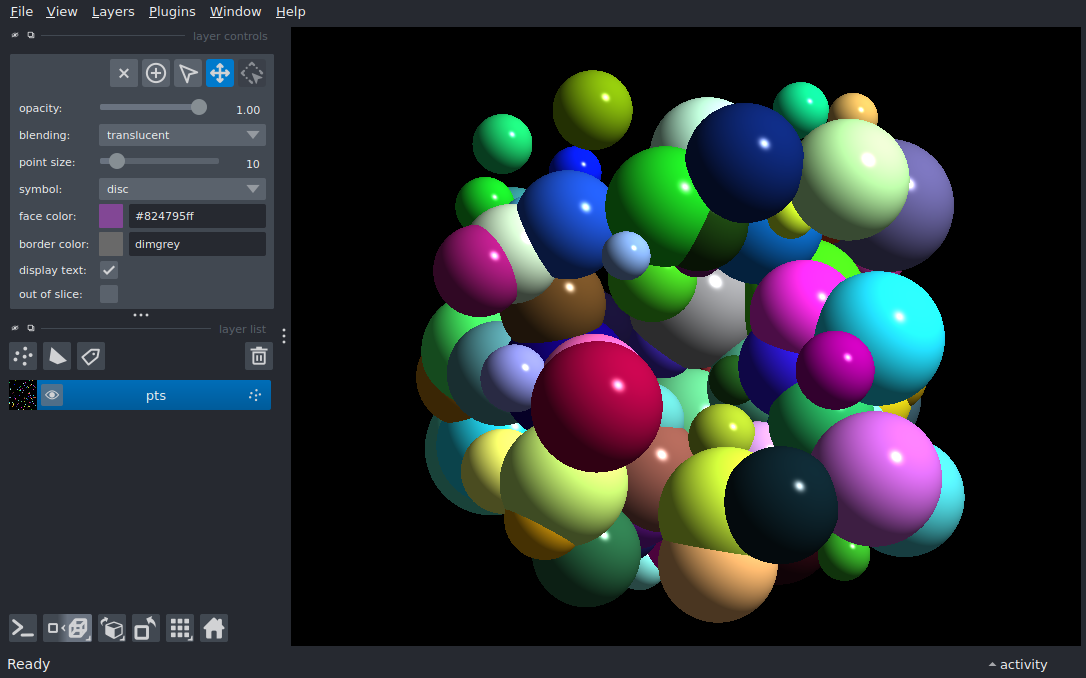 File View Layers Plugins Window Help
layer controls
opacity: 1.00
blending: translucent
point size: 10
symbol: disc
face color: #824795ff
border color: dimgrey
display text:
out of slice:
layer list
pts
Ready
activity